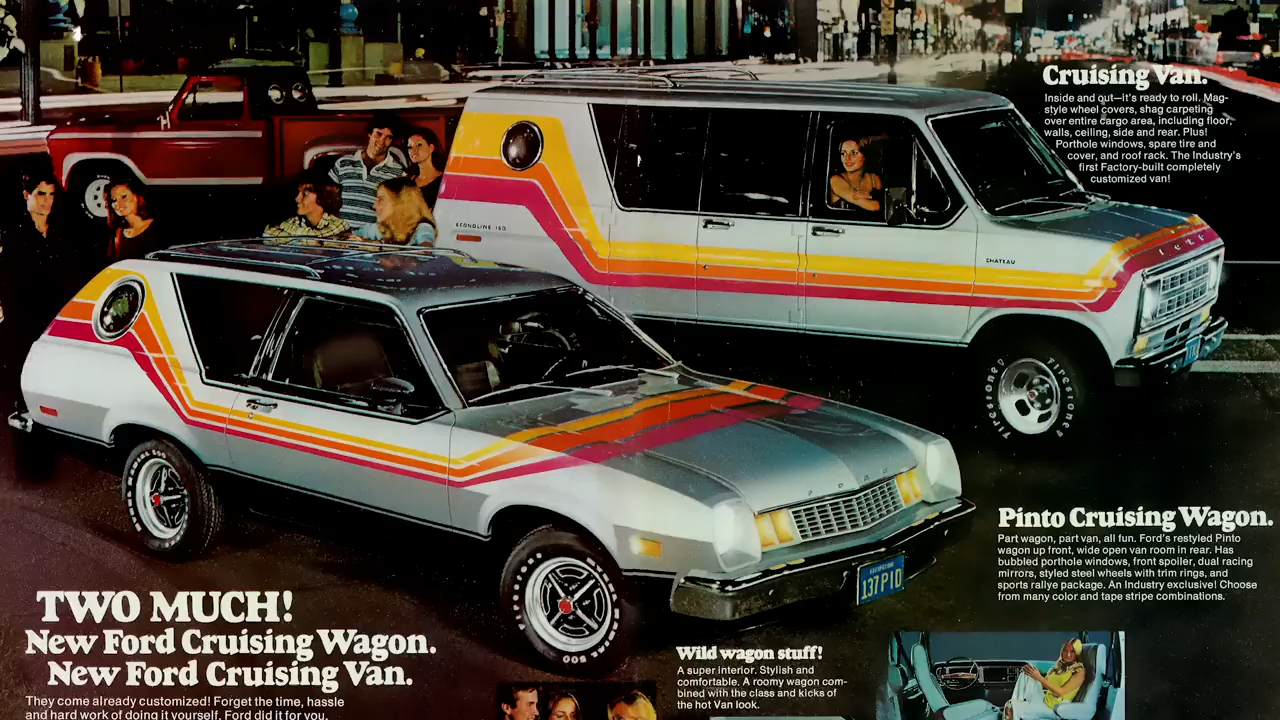 Cruising Van.
Inside and out—it's ready to roll. Mag-
style wheel covers, shag carpeting
over entire cargo area, including floor,
walls, ceiling, side and rear. Plus!
Porthole windows, spare tire and
cover, and roof rack. The Industry's
first Factory-built completely
customized van!
ECONOLINE 150
CHATEAU
FORD
Firestone
Firestone
FORD
137 PID
Pinto Cruising Wagon.
Part wagon, part van, all fun. Ford's restyled Pinto
wagon up front, wide open van room in rear. Has
bubbled porthole windows, front spoiler, dual racing
mirrors, styled steel wheels with trim rings, and
sports rallye package. An Industry exclusive! Choose
from many color and tape stripe combinations.
TWO MUCH!
New Ford Cruising Wagon.
New Ford Cruising Van.
They come already customized! Forget the time, hassle
and hard work of doing it yourself. Ford did it for you.
Wild wagon stuff!
A super interior. Stylish and
comfortable. A roomy wagon com-
bined with the class and kicks of
the hot Van look.